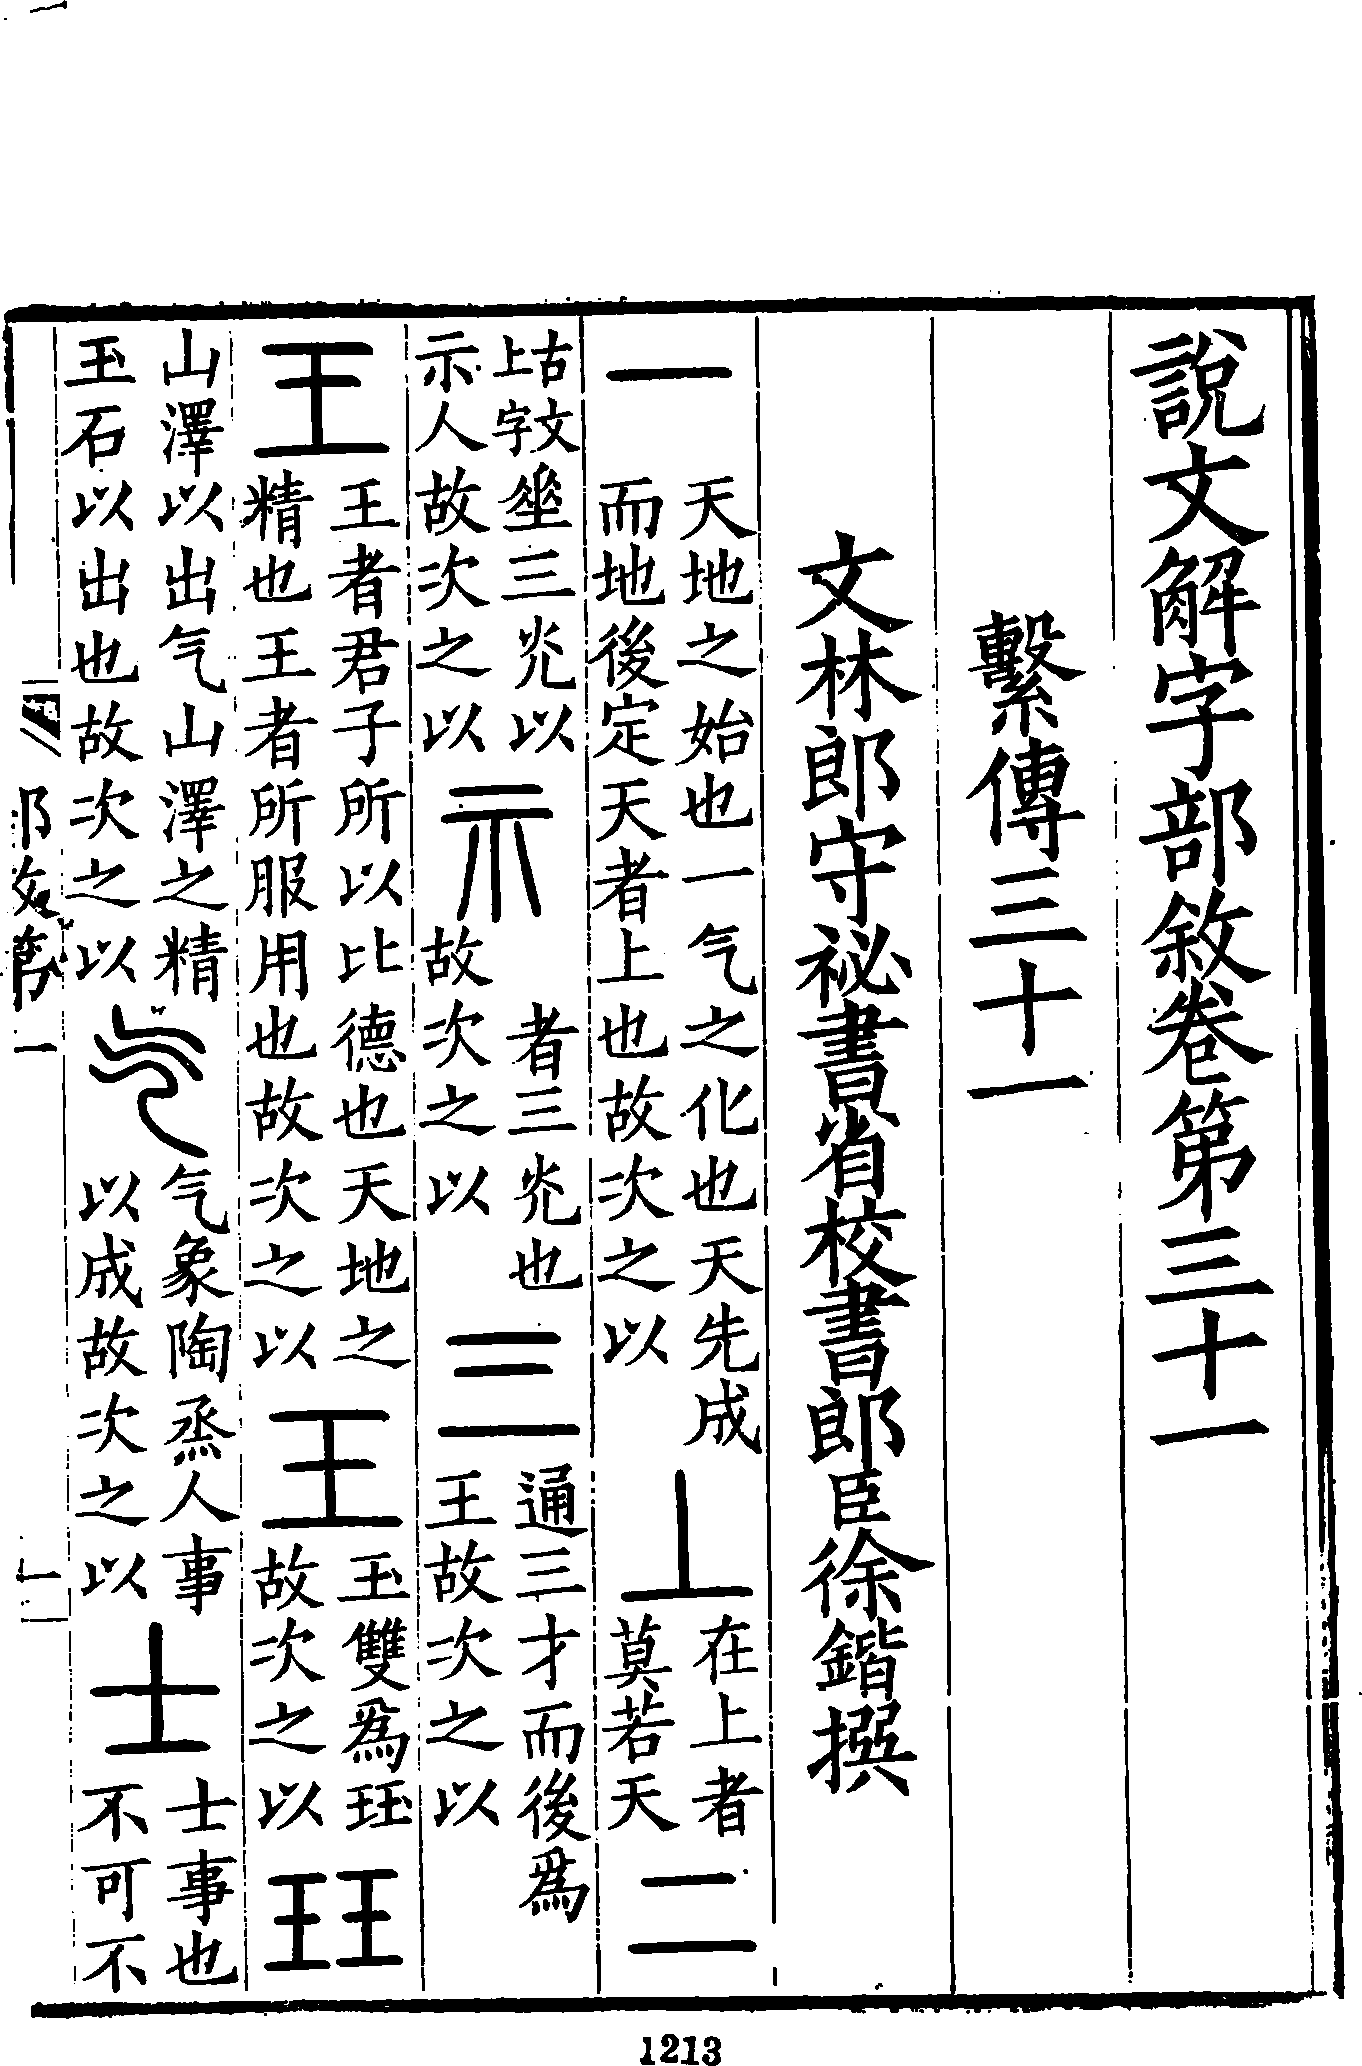 說文解字部敘卷第三十一
繫傳三十一
文林郎守祕書省校書郎臣徐鍇撰
一天地之始也一气之化也天先成而地後定天者上也故次之以丄在上者莫若天二
古文上字垂三光以示人故次之以示者三光也故次之以三通三才而後爲王故次之以
王王者君子所以比德也天地之精也王者所服用也故次之以王玉雙爲玨故次之以玨
山澤以出气山澤之精玉石以出也故次之以气气象陶烝人事以成故次之以士士事也不可不
1213